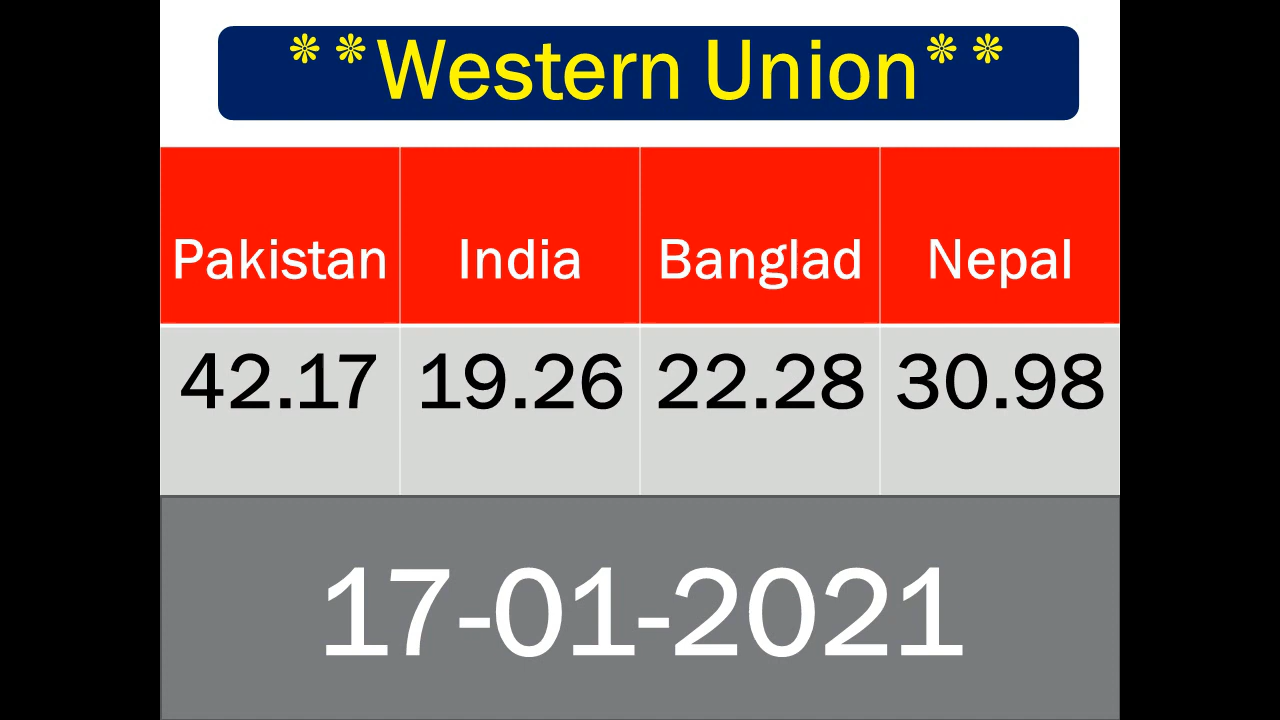 **Western Union**
Pakistan India Banglad Nepal
42.17 19.26 22.28 30.98
17-01-2021